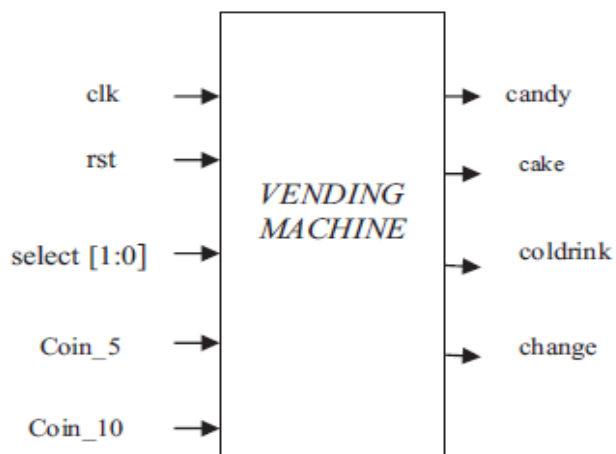 clk
rst
select [1:0]
Coin_5
Coin_10
VENDING
MACHINE
candy
cake
coldrink
change